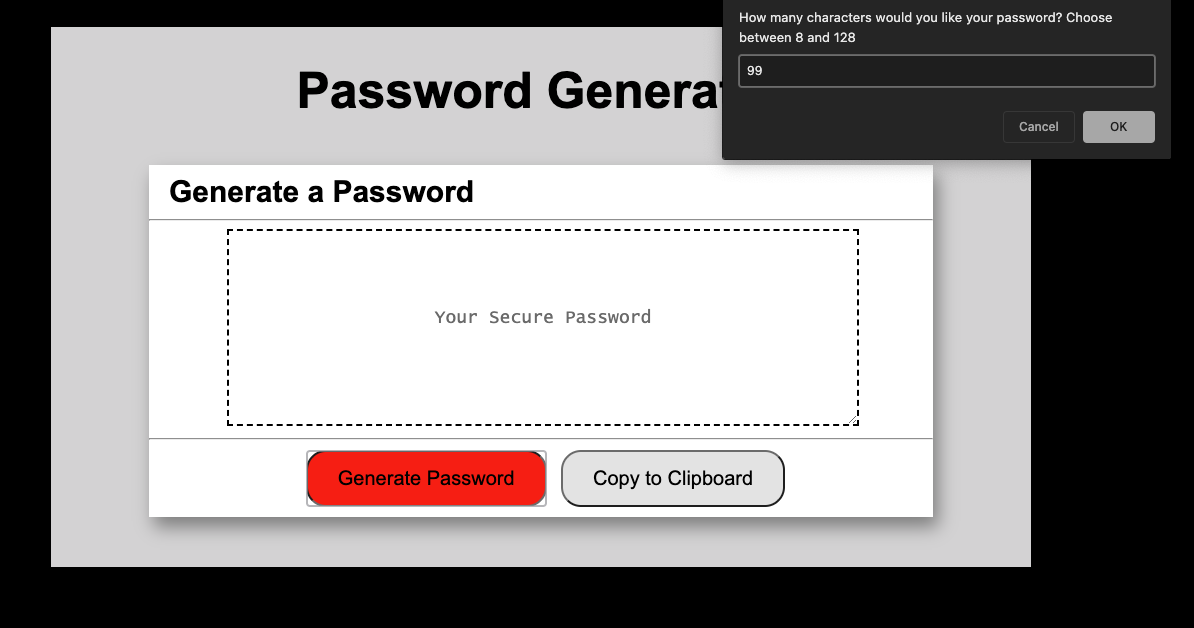 How many characters would you like your password? Choose
between 8 and 128
99
Cancel
OK
Password Generat
Generate a Password
Your Secure Password
Generate Password
Copy to Clipboard